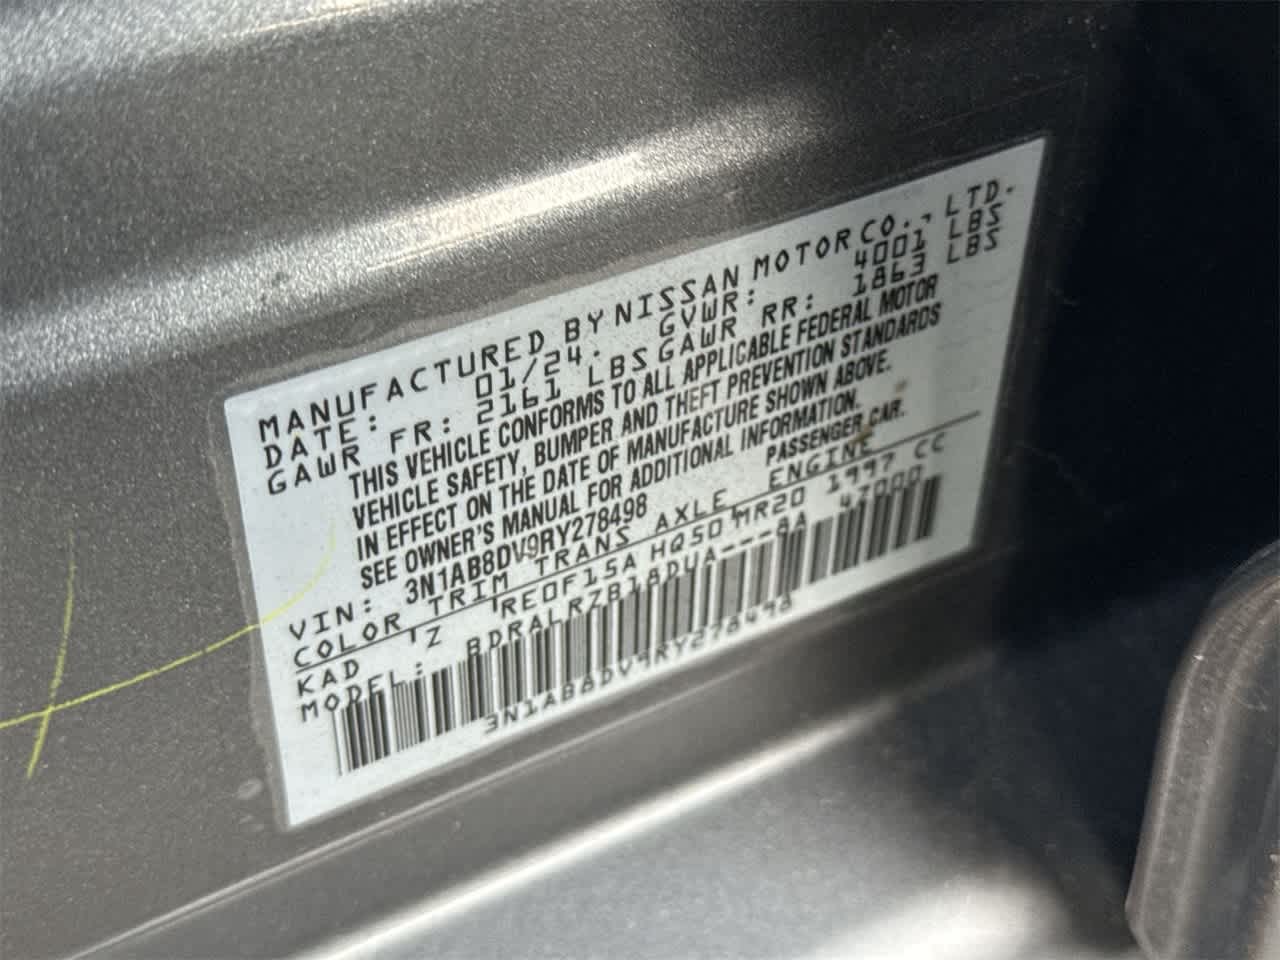 MANUFACTURED BY NISSAN MOTOR CO., LTD.
DATE: 01/24. GVWR: 4001 LBS
GAWR FR: 2161 LBS GAWR RR: 1863 LBS
THIS VEHICLE CONFORMS TO ALL APPLICABLE FEDERAL MOTOR
VEHICLE SAFETY, BUMPER AND THEFT PREVENTION STANDARDS
IN EFFECT ON THE DATE OF MANUFACTURE SHOWN ABOVE.
SEE OWNER'S MANUAL FOR ADDITIONAL INFORMATION.
VIN: 3N1AB8DV9RY278498 PASSENGER CAR.
COLOR TRIM TRANS AXLE ENGINE
KAD Z RE0F15A HQ50 MR20 1997 CC
MODEL: BDRALRZB18DUA---8A 47000
3N1AB8DV9RY278498